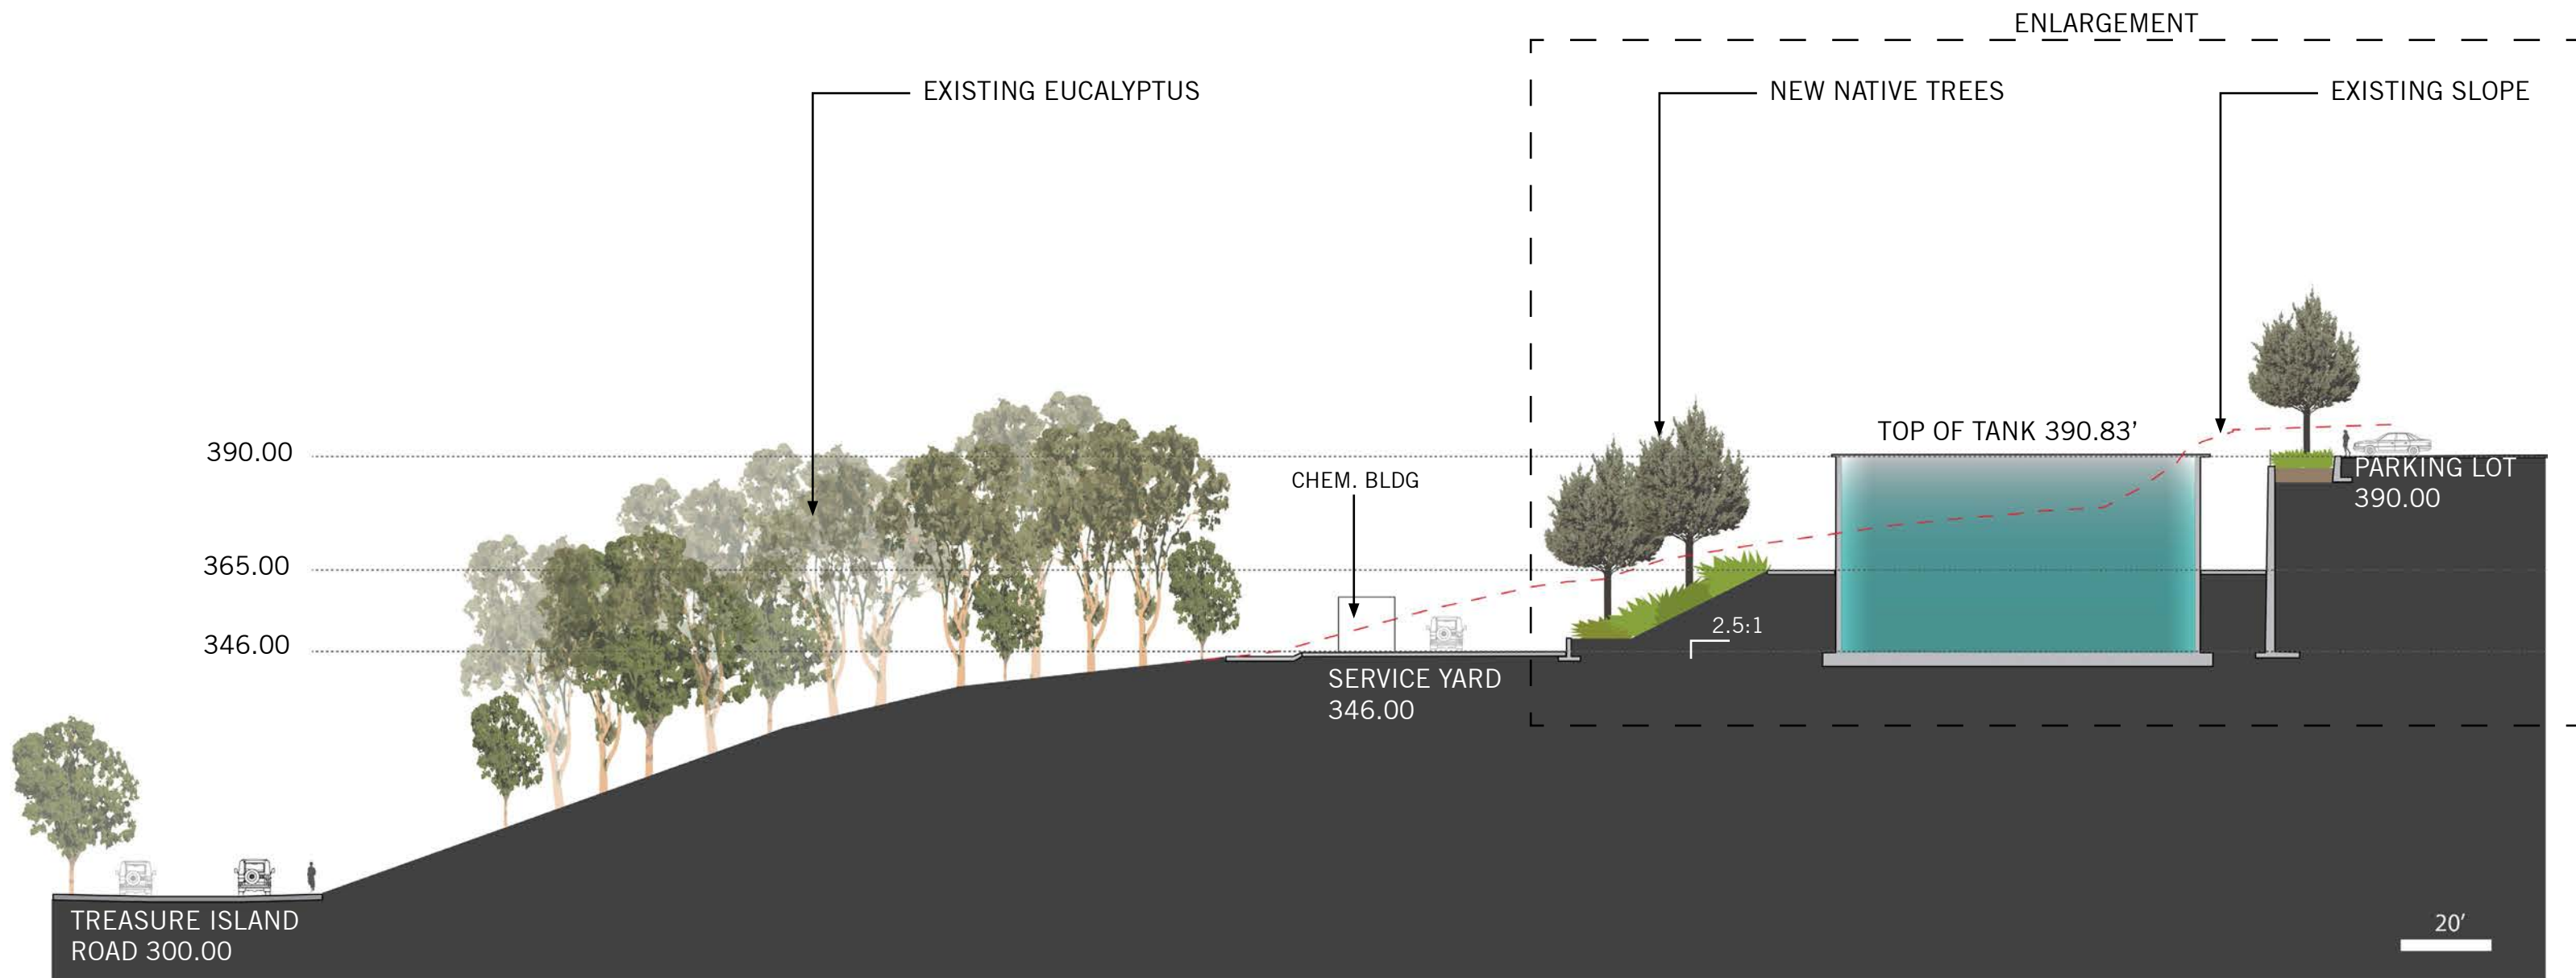 ENLARGEMENT
EXISTING EUCALYPTUS
NEW NATIVE TREES
EXISTING SLOPE
390.00
TOP OF TANK 390.83’
CHEM. BLDG
PARKING LOT
390.00
365.00
346.00
2.5:1
SERVICE YARD
346.00
TREASURE ISLAND
ROAD 300.00
20’